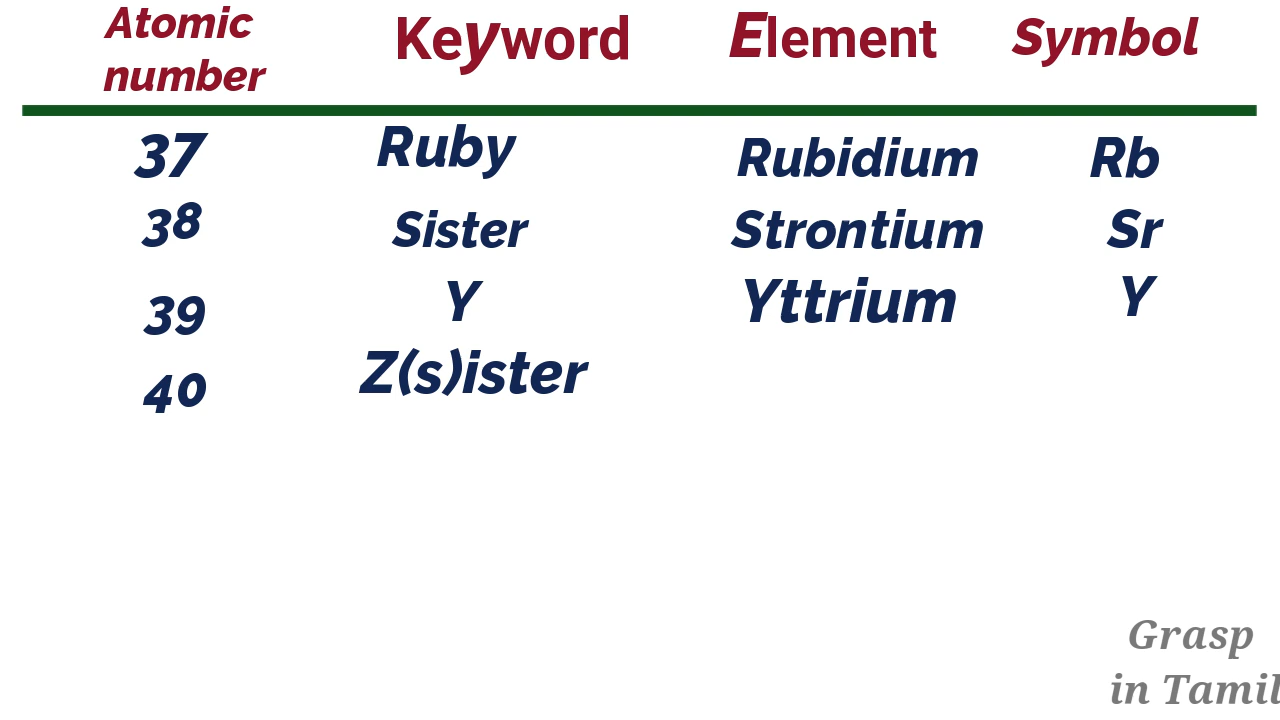 Atomic number Keyword Element Symbol
37 Ruby Rubidium Rb
38 Sister Strontium Sr
39 Y Yttrium Y
40 Z(s)ister
Grasp
in Tamil